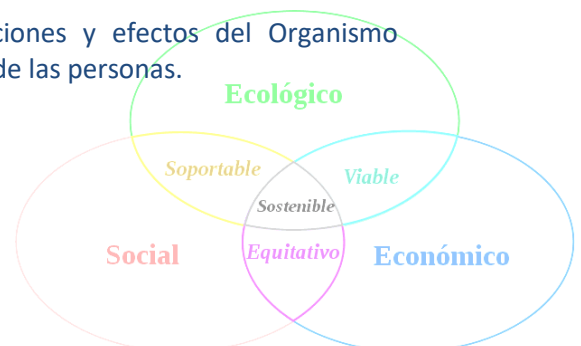 ciones y efectos del Organismo
de las personas.
Ecológico
Soportable
Viable
Sostenible
Social
Equitativo
Económico